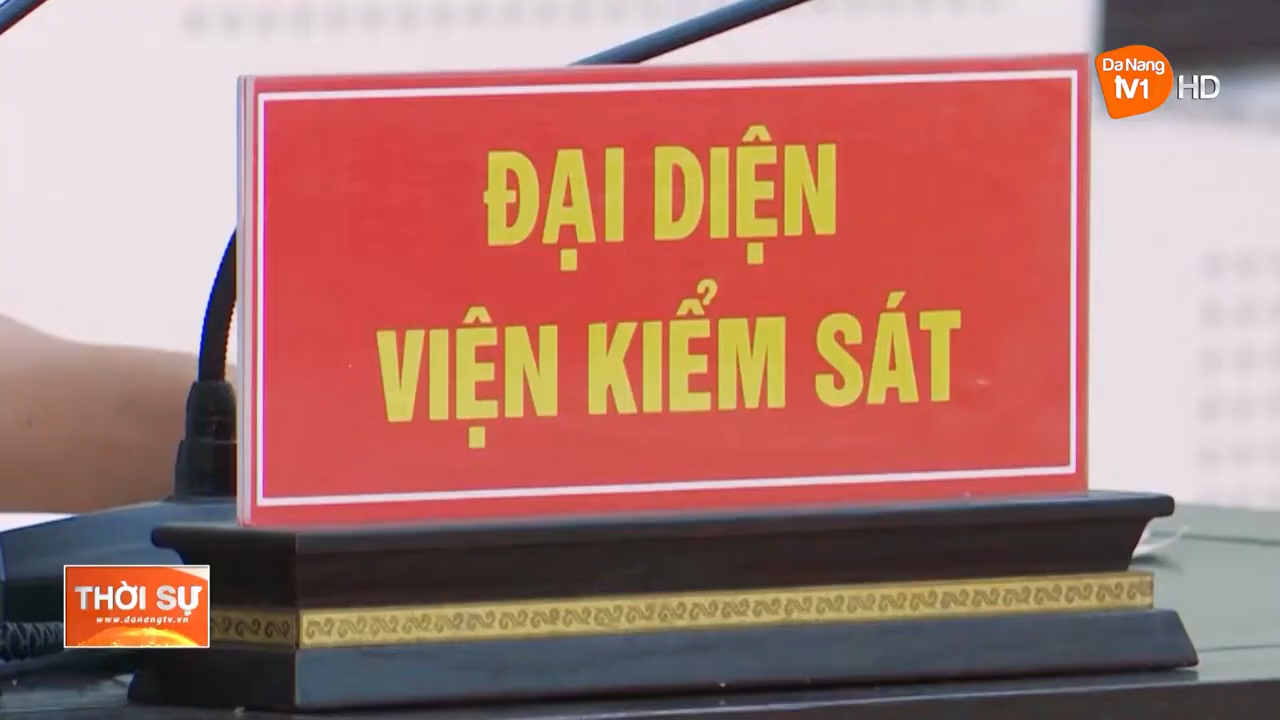 Da Nang
TV1 HD
ĐẠI DIỆN
VIỆN KIỂM SÁT
THỜI SỰ
www.danangtv.vn